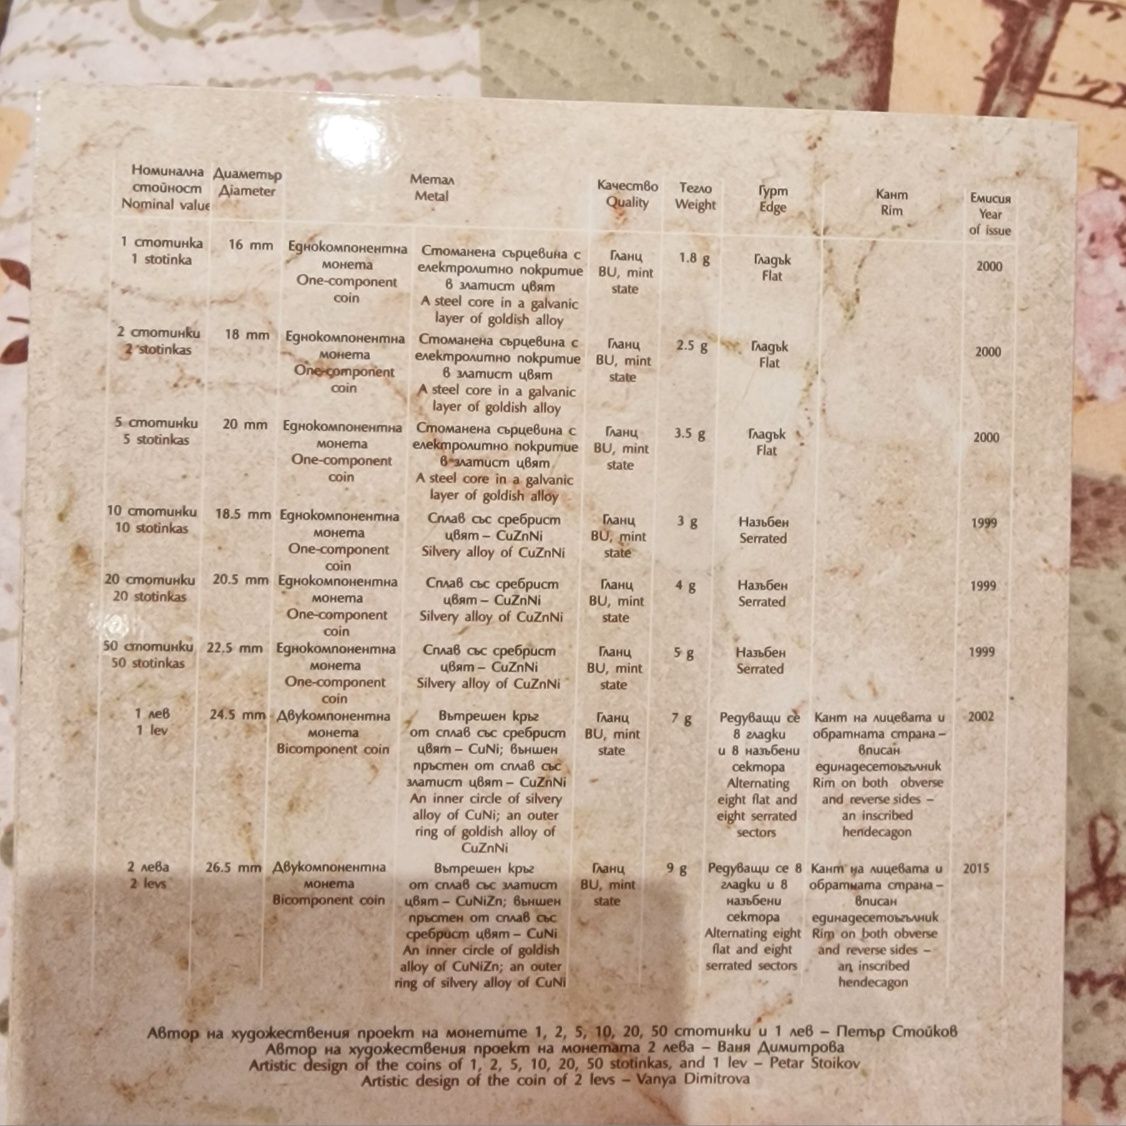 Номинална
стойност
Nominal value
Диаметър
Diameter
Метал
Metal
Качество
Quality
Тегло
Weight
Гурт
Edge
Кант
Rim
Емисия
Year
of issue
1 стотинка
1 stotinka
16 mm
Еднокомпонентна
монета
One-component
coin
Стоманена сърцевина с
електролитно покритие
в златист цвят
A steel core in a galvanic
layer of goldish alloy
Гланц
BU, mint
state
1.8 g
Гладък
Flat
2000
2 стотинки
2 stotinkas
18 mm
Еднокомпонентна
монета
One-component
coin
Стоманена сърцевина с
електролитно покритие
в златист цвят
A steel core in a galvanic
layer of goldish alloy
Гланц
BU, mint
state
2.5 g
Гладък
Flat
2000
5 стотинки
5 stotinkas
20 mm
Еднокомпонентна
монета
One-component
coin
Стоманена сърцевина с
електролитно покритие
в златист цвят
A steel core in a galvanic
layer of goldish alloy
Гланц
BU, mint
state
3.5 g
Гладък
Flat
2000
10 стотинки
10 stotinkas
18.5 mm
Еднокомпонентна
монета
One-component
coin
Сплав със сребрист
цвят – CuZnNi
Silvery alloy of CuZnNi
Гланц
BU, mint
state
3 g
Назъбен
Serrated
1999
20 стотинки
20 stotinkas
20.5 mm
Еднокомпонентна
монета
One-component
coin
Сплав със сребрист
цвят – CuZnNi
Silvery alloy of CuZnNi
Гланц
BU, mint
state
4 g
Назъбен
Serrated
1999
50 стотинки
50 stotinkas
22.5 mm
Еднокомпонентна
монета
One-component
coin
Сплав със сребрист
цвят – CuZnNi
Silvery alloy of CuZnNi
Гланц
BU, mint
state
5 g
Назъбен
Serrated
1999
1 лев
1 lev
24.5 mm
Двукомпонентна
монета
Bicomponent coin
Вътрешен кръг
от сплав със сребрист
цвят – CuNi; външен
пръстен от сплав със
златист цвят – CuZnNi
An inner circle of silvery
alloy of CuNi; an outer
ring of goldish alloy of
CuZnNi
Гланц
BU, mint
state
7 g
Редуващи се
8 гладки
и 8 назъбени
сектора
Alternating
eight flat and
eight serrated
sectors
Кант на лицевата и
обратната страна –
вписан
единадесетоъгълник
Rim on both obverse
and reverse sides –
an inscribed
hendecagon
2002
2 лева
2 levs
26.5 mm
Двукомпонентна
монета
Bicomponent coin
Вътрешен кръг
от сплав със златист
цвят – CuNiZn; външен
пръстен от сплав със
сребрист цвят – CuNi
An inner circle of goldish
alloy of CuNiZn; an outer
ring of silvery alloy of CuNi
Гланц
BU, mint
state
9 g
Редуващи се 8
гладки и 8
назъбени
сектора
Alternating eight
flat and eight
serrated sectors
Кант на лицевата и
обратната страна –
вписан
единадесетоъгълник
Rim on both obverse
and reverse sides –
an inscribed
hendecagon
2015
Автор на художествения проект на монетите 1, 2, 5, 10, 20, 50 стотинки и 1 лев – Петър Стойков
Автор на художествения проект на монетата 2 лева – Ваня Димитрова
Artistic design of the coins of 1, 2, 5, 10, 20, 50 stotinkas, and 1 lev – Petar Stoikov
Artistic design of the coin of 2 levs – Vanya Dimitrova